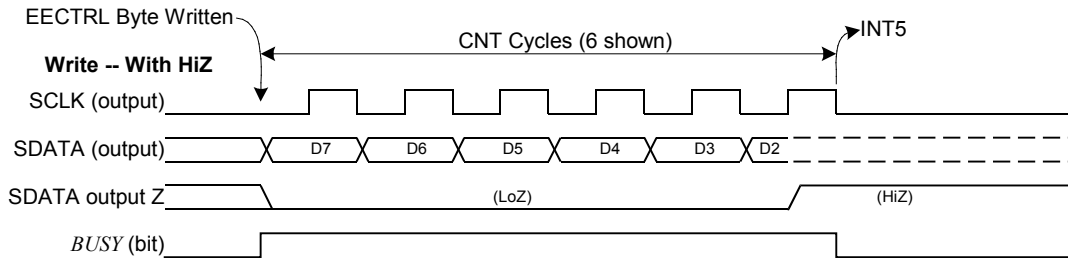 EECTRL Byte Written
CNT Cycles (6 shown)
INT5
Write -- With HiZ
SCLK (output)
SDATA (output)
D7
D6
D5
D4
D3
D2
SDATA output Z
(LoZ)
(HiZ)
BUSY (bit)